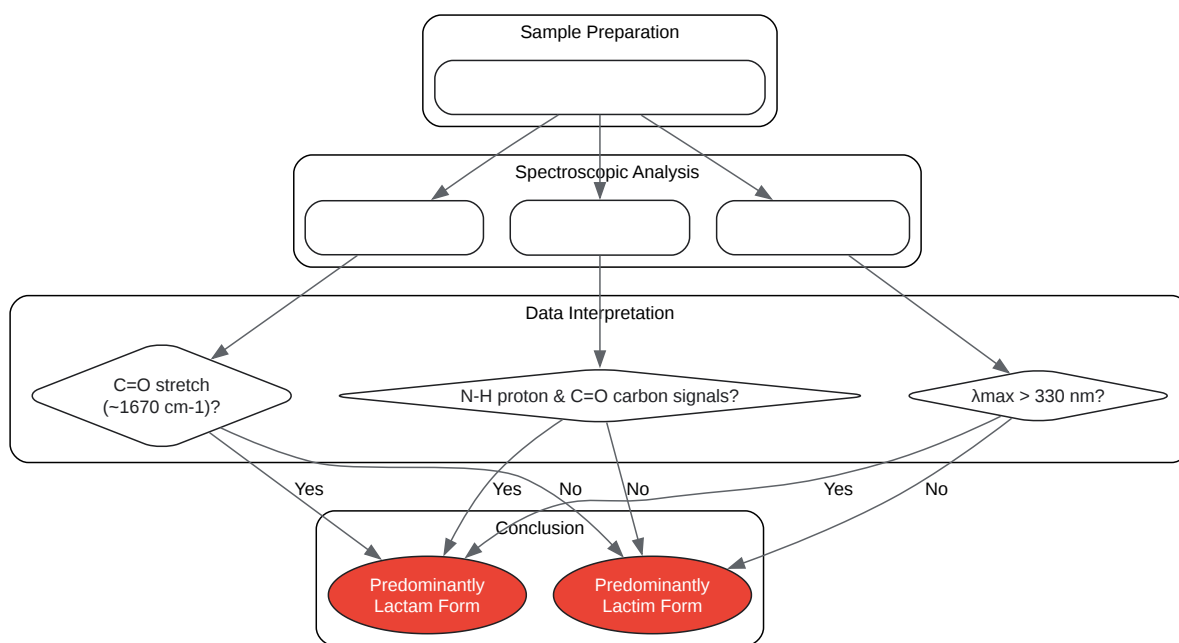 Sample Preparation
Spectroscopic Analysis
Data Interpretation
C=O stretch
(~1670 cm-1)?
N-H proton & C=O carbon signals?
λmax > 330 nm?
Yes
No
Yes
No
Yes
No
Conclusion
Predominantly
Lactam Form
Predominantly
Lactim Form